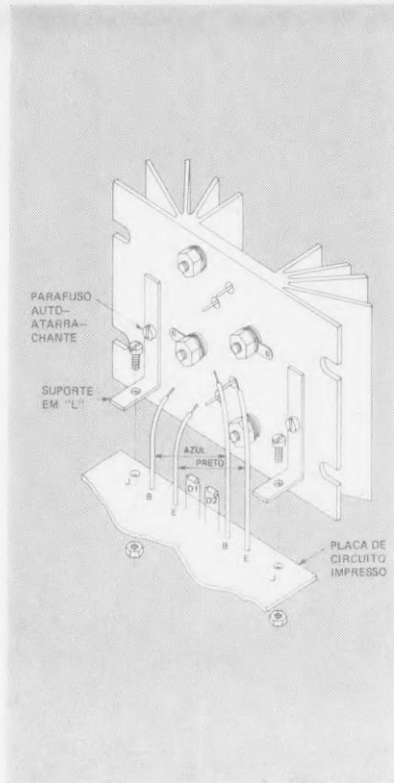 PARAFUSO
AUTO-
ATARRA-
CHANTE
SUPORTE
EM "L"
AZUL
PRETO
J
B
E
D1
D2
B
E
J
PLACA DE
CIRCUITO
IMPRESSO